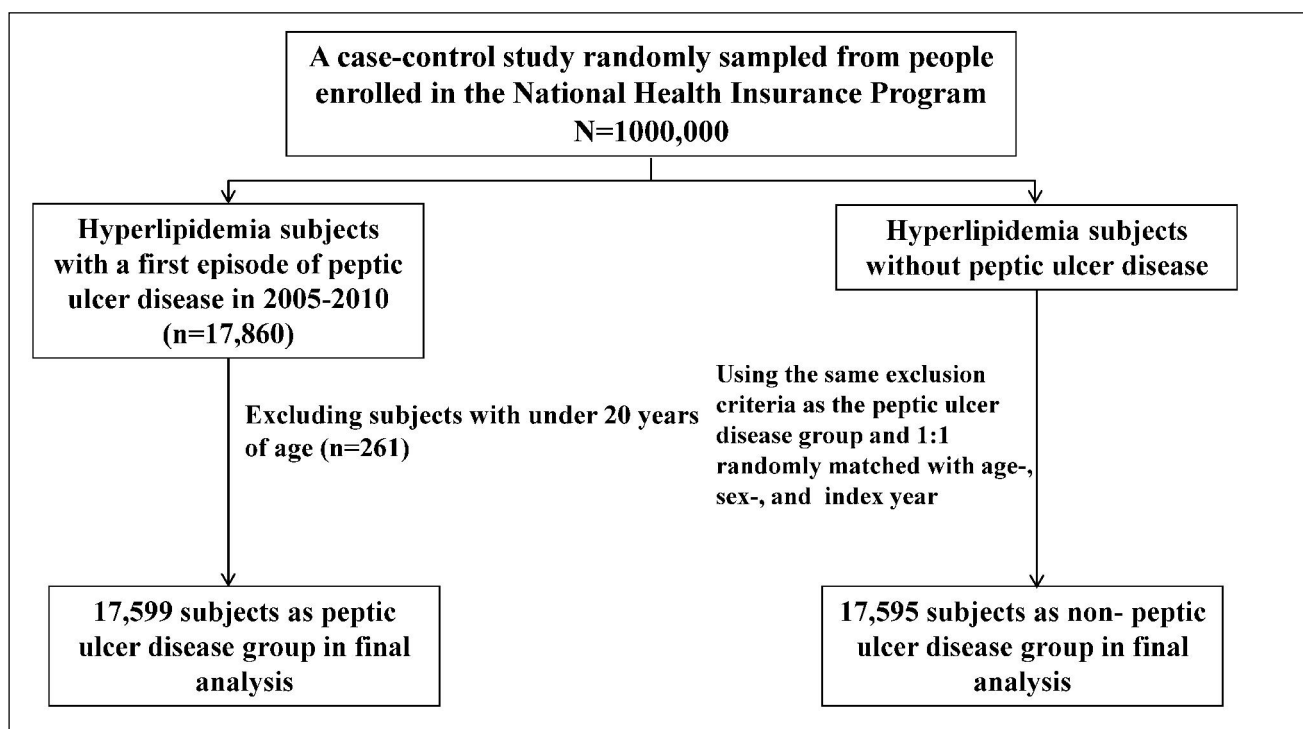 A case-control study randomly sampled from people
enrolled in the National Health Insurance Program
N=1000,000
Hyperlipidemia subjects
with a first episode of peptic
ulcer disease in 2005-2010
(n=17,860)
Hyperlipidemia subjects
without peptic ulcer disease
Excluding subjects with under 20 years
of age (n=261)
Using the same exclusion
criteria as the peptic ulcer
disease group and 1:1
randomly matched with age-,
sex-, and index year
17,599 subjects as peptic
ulcer disease group in final
analysis
17,595 subjects as non- peptic
ulcer disease group in final
analysis